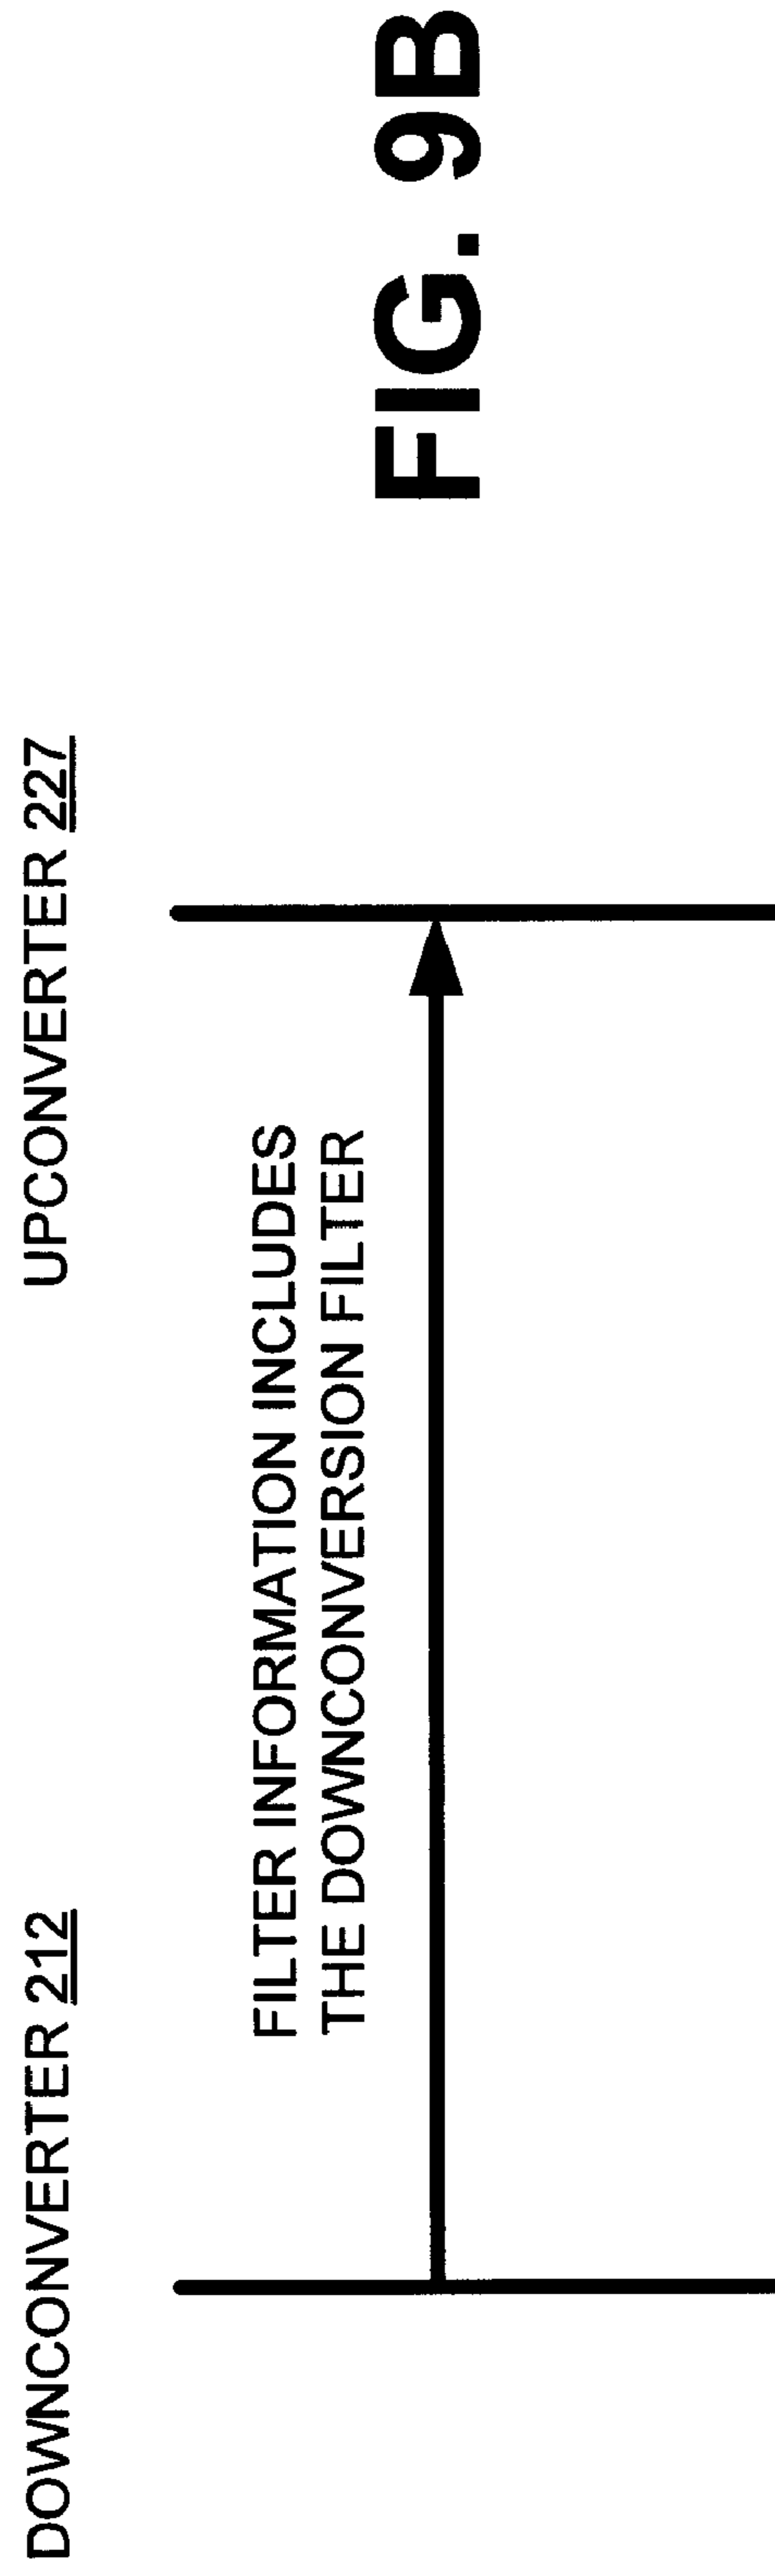 DOWNCONVERTER 212
UPCONVERTER 227
FILTER INFORMATION INCLUDES
THE DOWNCONVERSION FILTER
FIG. 9B